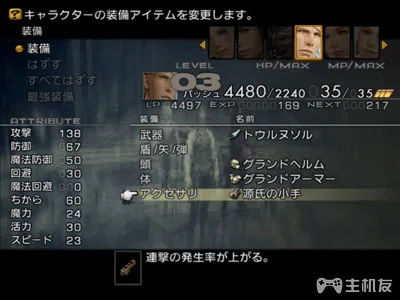 キャラクターの装備アイテムを変更します。
装備
装備
はずす
すべてはずす
最強装備
LEVEL HP/MAX MP/MAX
03
バッシュ 4480/2240 35/35
LP 4497 EXP 00000169 NEXT 000217
ATTRIBUTE
攻撃 138
防御 67
魔法防御 50
回避 30
魔法回避 0
ちから 60
魔力 24
活力 30
スピード 23
装備 名前
武器 トウルヌソル
盾/矢/弾
頭 グランドヘルム
体 グランドアーマー
アクセサリ 源氏の小手
連撃の発生率が上がる。
主机友